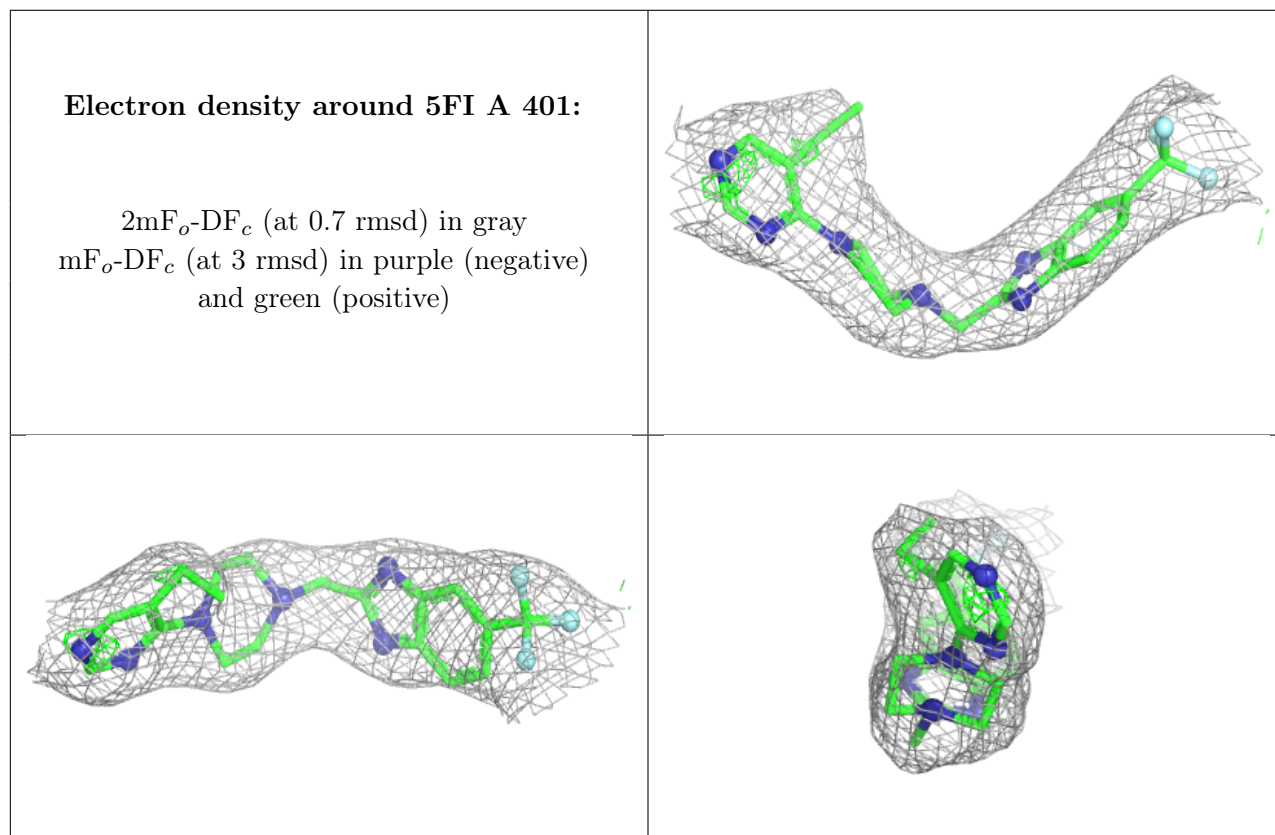 Electron density around 5FI A 401:
2mFo-DFc (at 0.7 rmsd) in gray
mFo-DFc (at 3 rmsd) in purple (negative)
and green (positive)